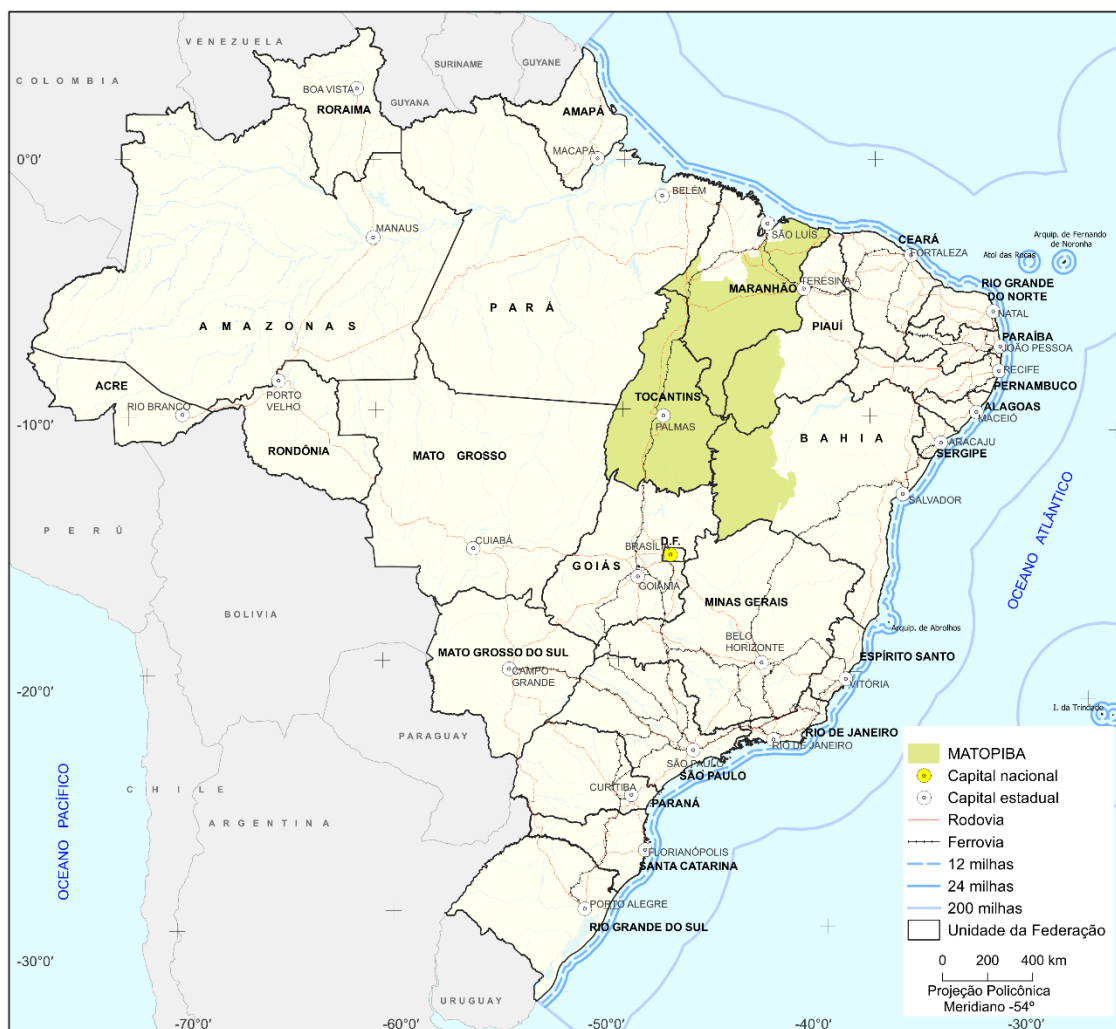 VENEZUELA
COLOMBIA
SURINAME
GUYANE
GUYANA
BOA VISTA
RORAIMA
AMAPÁ
MACAPÁ
0°0'
BELÉM
MANAUS
SÃO LUÍS
CEARÁ
FORTALEZA
Atol das Rocas
Arquip. de Fernando
de Noronha
AMAZONAS
PARÁ
MARANHÃO
TERESINA
RIO GRANDE
DO NORTE
NATAL
PIAUÍ
PARAÍBA
JOÃO PESSOA
ACRE
RIO BRANCO
PORTO
VELHO
RECIFE
PERNAMBUCO
TOCANTINS
PALMAS
ALAGOAS
MACEIÓ
-10°0'
BAHIA
ARACAJU
SERGIPE
RONDÔNIA
MATO GROSSO
SALVADOR
PERÚ
CUIABÁ
D.F.
BRASÍLIA
GOIÁS
GOIÂNIA
OCEANO ATLÂNTICO
MINAS GERAIS
BOLIVIA
Arquip. de Abrolhos
BELO
HORIZONTE
ESPÍRITO SANTO
VITÓRIA
MATO GROSSO DO SUL
CAMPO
GRANDE
-20°0'
I. da Trindade
PARAGUAY
RIO DE JANEIRO
RIO DE JANEIRO
SÃO PAULO
SÃO PAULO
CURITIBA
PARANÁ
CHILE
ARGENTINA
OCEANO PACÍFICO
FLORIANÓPOLIS
SANTA CATARINA
PORTO ALEGRE
RIO GRANDE DO SUL
-30°0'
URUGUAY
MATOPIBA
Capital nacional
Capital estadual
Rodovia
Ferrovia
12 milhas
24 milhas
200 milhas
Unidade da Federação
0 200 400 km
Projeção Policônica
Meridiano -54º
-70°0' -60°0' -50°0' -40°0' -30°0'